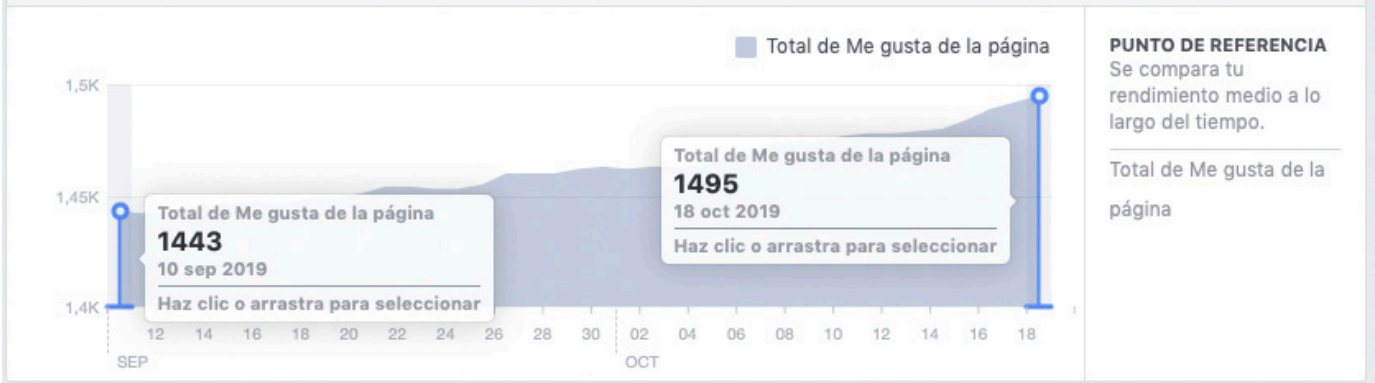 Total de Me gusta de la página
1,5K
1,45K
1,4K
Total de Me gusta de la página
1443
10 sep 2019
Haz clic o arrastra para seleccionar
Total de Me gusta de la página
1495
18 oct 2019
Haz clic o arrastra para seleccionar
12 14 16 18 20 22 24 26 28 30 02 04 06 08 10 12 14 16 18
SEP OCT
PUNTO DE REFERENCIA
Se compara tu
rendimiento medio a lo
largo del tiempo.
Total de Me gusta de la
página